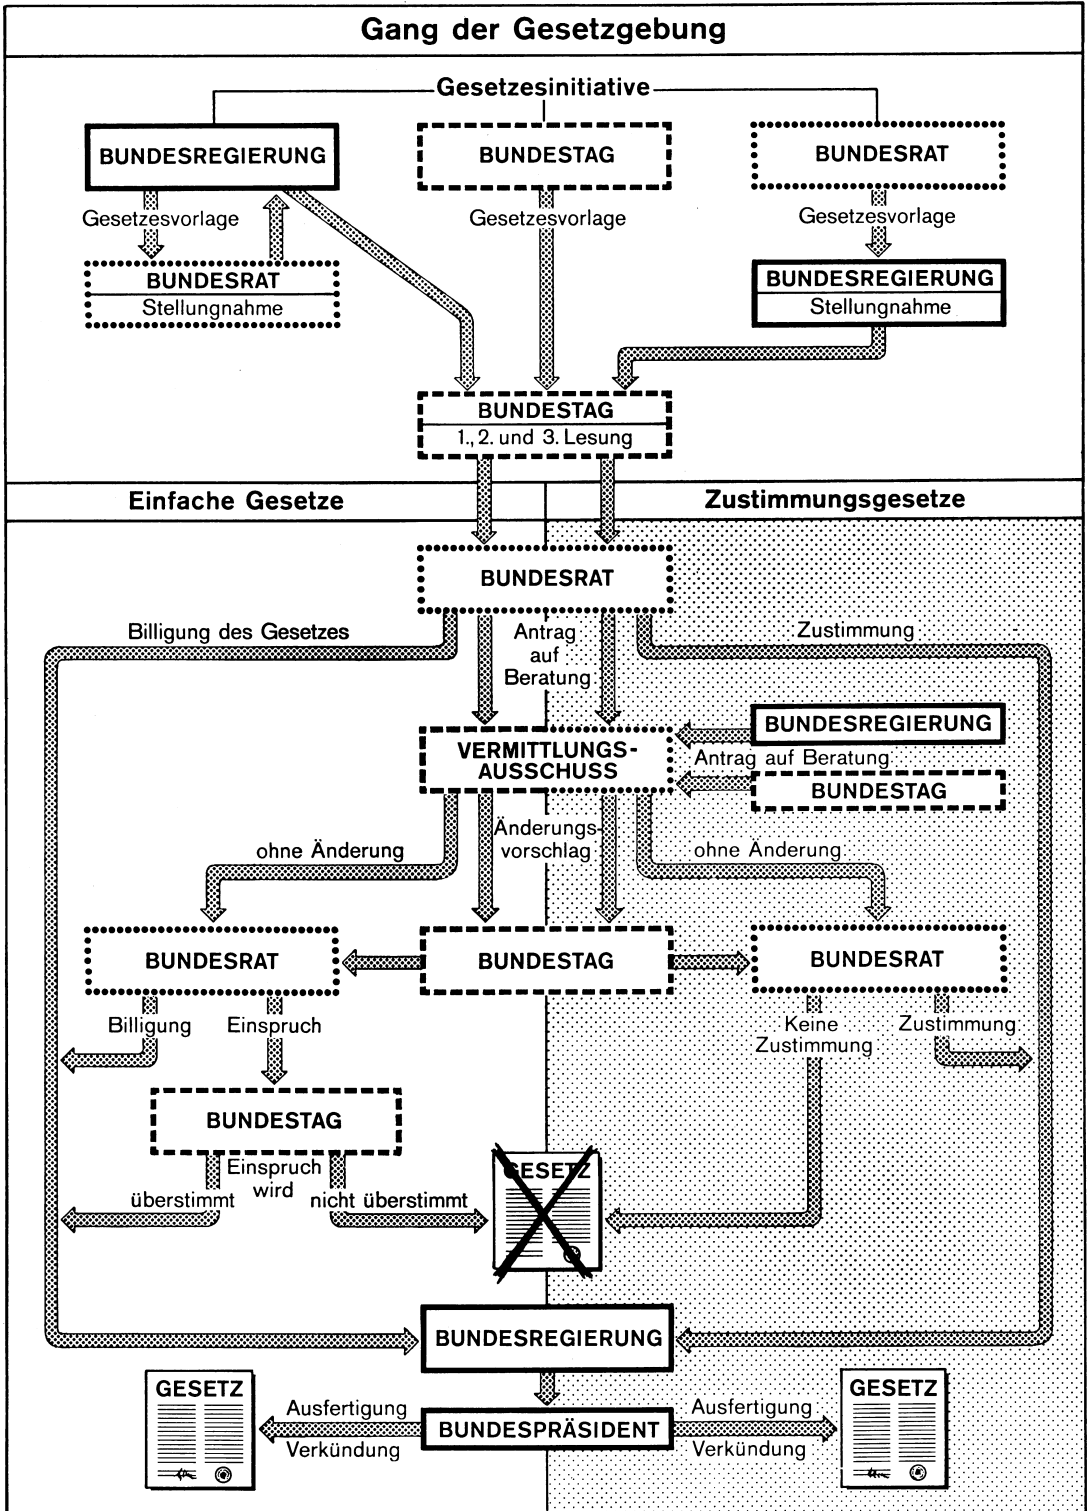 Gang der Gesetzgebung
Gesetzesinitiative
BUNDESREGIERUNG
BUNDESTAG
BUNDESRAT
Gesetzesvorlage
Gesetzesvorlage
Gesetzesvorlage
BUNDESRAT
Stellungnahme
BUNDESREGIERUNG
Stellungnahme
BUNDESTAG
1., 2. und 3. Lesung
Einfache Gesetze
Zustimmungsgesetze
BUNDESRAT
Billigung des Gesetzes
Antrag
auf
Beratung
Zustimmung
VERMITTLUNGS-
AUSSCHUSS
BUNDESREGIERUNG
Antrag auf Beratung
BUNDESTAG
ohne Änderung
Änderungs-
vorschlag
ohne Änderung
BUNDESRAT
BUNDESTAG
BUNDESRAT
Billigung
Einspruch
Keine
Zustimmung
Zustimmung
BUNDESTAG
Einspruch
wird
überstimmt
nicht überstimmt
GESETZ
BUNDESREGIERUNG
GESETZ
Ausfertigung
Verkündung
BUNDESPRÄSIDENT
Ausfertigung
Verkündung
GESETZ